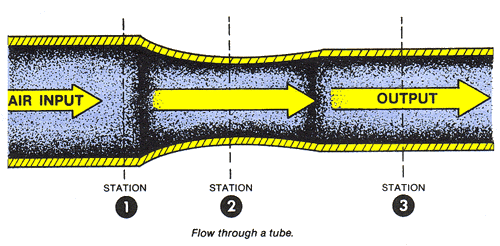 AIR INPUT
OUTPUT
STATION
1
STATION
2
STATION
3
Flow through a tube.